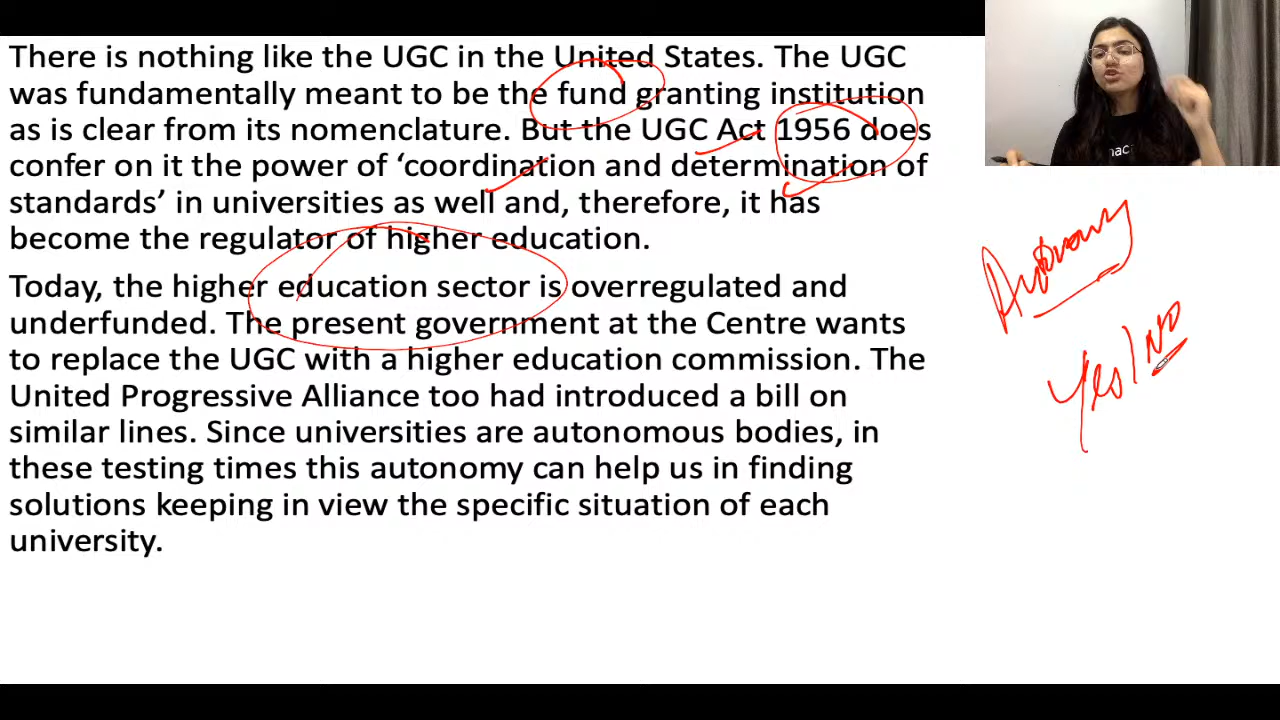 There is nothing like the UGC in the United States. The UGC
was fundamentally meant to be the fund granting institution
as is clear from its nomenclature. But the UGC Act 1956 does
confer on it the power of ‘coordination and determination of
standards’ in universities as well and, therefore, it has
become the regulator of higher education.
Today, the higher education sector is overregulated and
underfunded. The present government at the Centre wants
to replace the UGC with a higher education commission. The
United Progressive Alliance too had introduced a bill on
similar lines. Since universities are autonomous bodies, in
these testing times this autonomy can help us in finding
solutions keeping in view the specific situation of each
university.
Autonomy
Yes/No